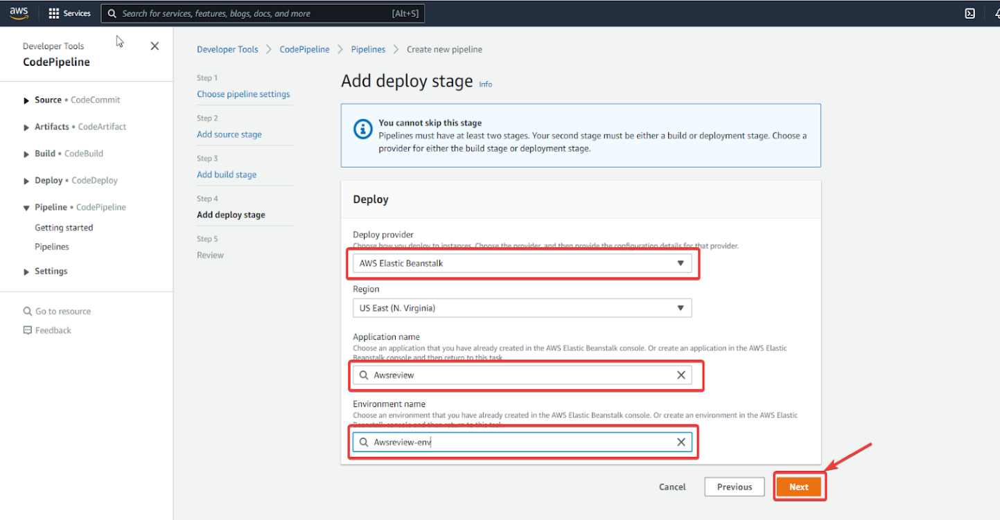 aws
Services
Search for services, features, blogs, docs, and more
[Alt+S]
Developer Tools
CodePipeline
Source • CodeCommit
Artifacts • CodeArtifact
Build • CodeBuild
Deploy • CodeDeploy
Pipeline • CodePipeline
Getting started
Pipelines
Settings
Go to resource
Feedback
Developer Tools
CodePipeline
Pipelines
Create new pipeline
Step 1
Choose pipeline settings
Step 2
Add source stage
Step 3
Add build stage
Step 4
Add deploy stage
Step 5
Review
Add deploy stage Info
You cannot skip this stage
Pipelines must have at least two stages. Your second stage must be either a build or deployment stage. Choose a
provider for either the build stage or deployment stage.
Deploy
Deploy provider
Choose how you deploy to instances. Choose the provider, and then provide the configuration details for that provider.
AWS Elastic Beanstalk
Region
US East (N. Virginia)
Application name
Choose an application that you have already created in the AWS Elastic Beanstalk console. Or create an application in the AWS Elastic
Beanstalk console and then return to this task.
Awsreview
Environment name
Choose an environment that you have already created in the AWS Elastic Beanstalk console. Or create an environment in the AWS Elastic
Beanstalk console and then return to this task.
Awsreview-env
Cancel
Previous
Next